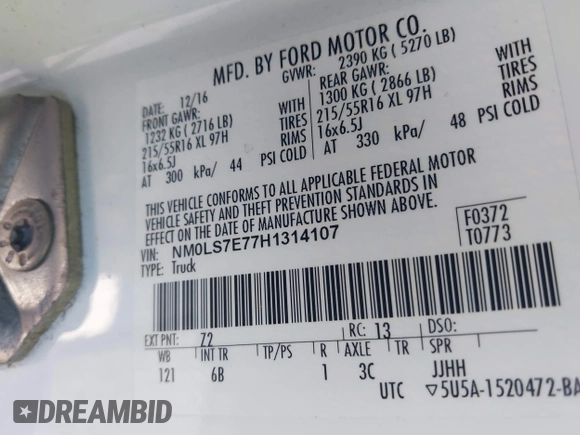 MFD. BY FORD MOTOR CO.
DATE: 12/16 GVWR: 2390 KG ( 5270 LB)
FRONT GAWR: REAR GAWR: WITH
1232 KG ( 2716 LB) WITH 1300 KG ( 2866 LB) TIRES
215/55R16 XL 97H TIRES 215/55R16 XL 97H RIMS
16x6.5J RIMS 16x6.5J
AT 300 kPa/ 44 PSI COLD AT 330 kPa/ 48 PSI COLD
THIS VEHICLE CONFORMS TO ALL APPLICABLE FEDERAL MOTOR
VEHICLE SAFETY AND THEFT PREVENTION STANDARDS IN
EFFECT ON THE DATE OF MANUFACTURE SHOWN ABOVE.
VIN: NM0LS7E77H1314107 F0372
TYPE: Truck T0773
EXT PNT: 72 RC: 13 DSO:
WB INT TR TP/PS R AXLE TR SPR
121 6B 1 3C JJHH
UTC ▽5U5A-1520472-BA
DREAMBID